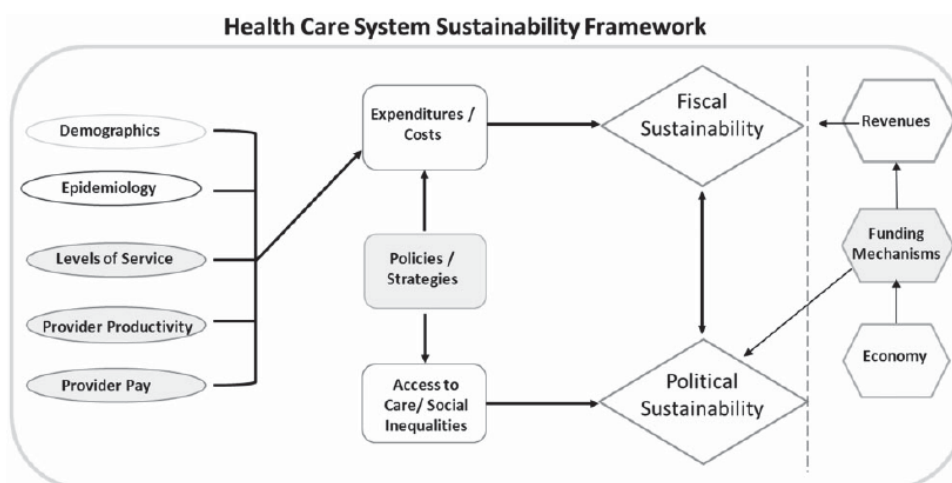 Health Care System Sustainability Framework
Demographics
Epidemiology
Levels of Service
Provider Productivity
Provider Pay
Expenditures /
Costs
Policies /
Strategies
Access to
Care/ Social
Inequalities
Fiscal
Sustainability
Political
Sustainability
Revenues
Funding
Mechanisms
Economy